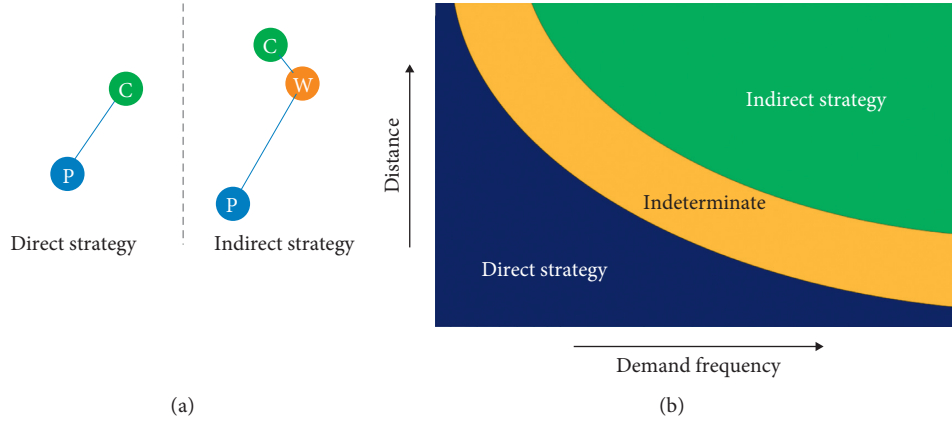 C
P
Direct strategy
C
W
P
Indirect strategy
(a)
Distance
Indirect strategy
Indeterminate
Direct strategy
Demand frequency
(b)